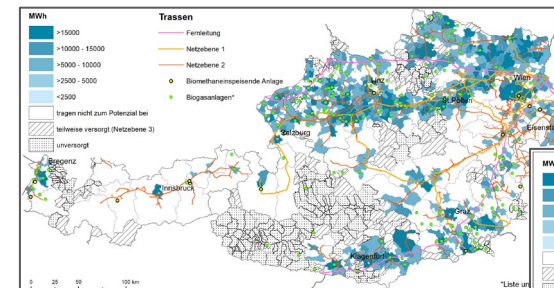 MWh
>15000
>10000 - 15000
>5000 - 10000
>2500 - 5000
<2500
tragen nicht zum Potenzial bei
teilweise versorgt (Netzebene 3)
unversorgt
Trassen
Fernleitung
Netzebene 1
Netzebene 2
Biomethaneinspeisende Anlage
Biogasanlagen*
Linz
Wien
St.Pölten
Eisensta
Salzburg
Bregenz
Innsbruck
Graz
Klagenfurt
MW
0 25 50 100 km
*Liste un